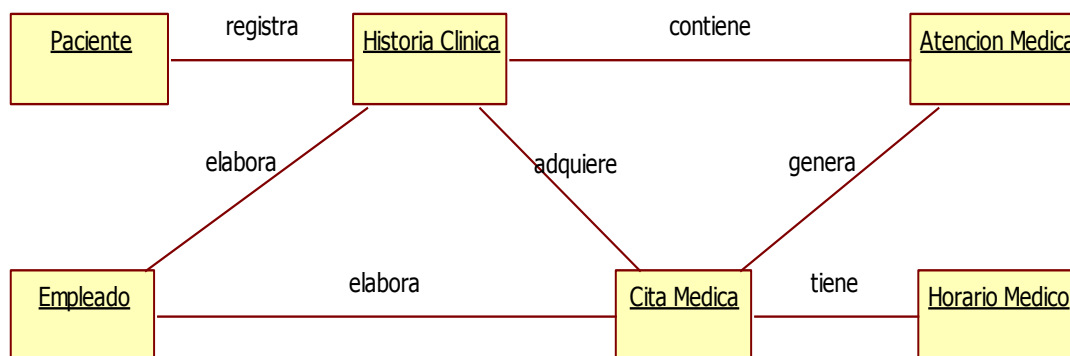 registra
contiene
Paciente
Historia Clinica
Atencion Medica
elabora
adquiere
genera
elabora
tiene
Empleado
Cita Medica
Horario Medico